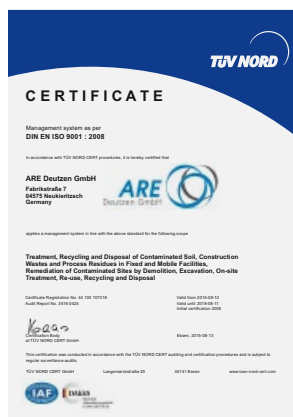 TÜV NORD
CERTIFICATE
Management system as per
DIN EN ISO 9001 : 2008
In accordance with TÜV NORD CERT procedures, it is hereby certified that
ARE Deutzen GmbH
Fabrikstraße 7
04575 Neukieritzsch
Germany
ARE
Deutzen GmbH
applies a management system in line with the above standard for the following scope
Treatment, Recycling and Disposal of Contaminated Soil, Construction
Wastes and Process Residues in Fixed and Mobile Facilities,
Remediation of Contaminated Sites by Demolition, Excavation, On-site
Treatment, Re-use, Recycling and Disposal
Certificate Registration No. 44 100 107518
Audit Report No. 3518 0424
Valid from 2015-09-12
Valid until 2018-09-11
Initial certification 2009
Certification Body
at TÜV NORD CERT GmbH
Essen, 2015-08-13
This certification was conducted in accordance with the TÜV NORD CERT auditing and certification procedures and is subject to
regular surveillance audits.
TÜV NORD CERT GmbH Langemarckstraße 20 45141 Essen www.tuev-nord-cert.com
IAF
DAkkS